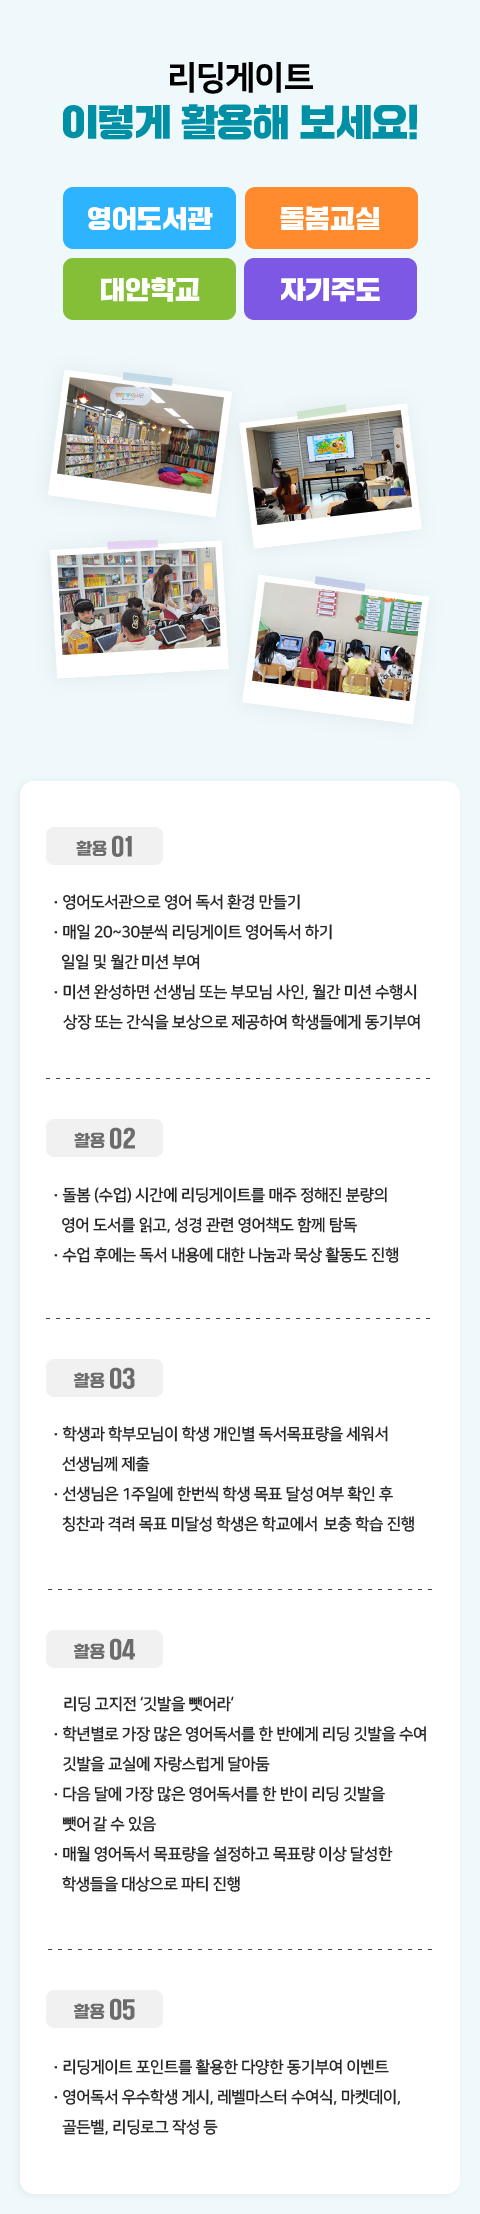 리딩게이트
이렇게 활용해 보세요!
영어도서관
돌봄교실
대안학교
자기주도
활용 01
· 영어도서관으로 영어 독서 환경 만들기
· 매일 20~30분씩 리딩게이트 영어독서 하기
일일 및 월간 미션 부여
· 미션 완성하면 선생님 또는 부모님 사인, 월간 미션 수행시
상장 또는 간식을 보상으로 제공하여 학생들에게 동기부여
활용 02
· 돌봄 (수업) 시간에 리딩게이트를 매주 정해진 분량의
영어 도서를 읽고, 성경 관련 영어책도 함께 탐독
· 수업 후에는 독서 내용에 대한 나눔과 묵상 활동도 진행
활용 03
· 학생과 학부모님이 학생 개인별 독서목표량을 세워서
선생님께 제출
· 선생님은 1주일에 한번씩 학생 목표 달성 여부 확인 후
칭찬과 격려 목표 미달성 학생은 학교에서 보충 학습 진행
활용 04
리딩 고지전 '깃발을 뺏어라'
· 학년별로 가장 많은 영어독서를 한 반에게 리딩 깃발을 수여
깃발을 교실에 자랑스럽게 달아둠
· 다음 달에 가장 많은 영어독서를 한 반이 리딩 깃발을
뺏어 갈 수 있음
· 매월 영어독서 목표량을 설정하고 목표량 이상 달성한
학생들을 대상으로 파티 진행
활용 05
· 리딩게이트 포인트를 활용한 다양한 동기부여 이벤트
· 영어독서 우수학생 게시, 레벨마스터 수여식, 마켓데이,
골든벨, 리딩로그 작성 등